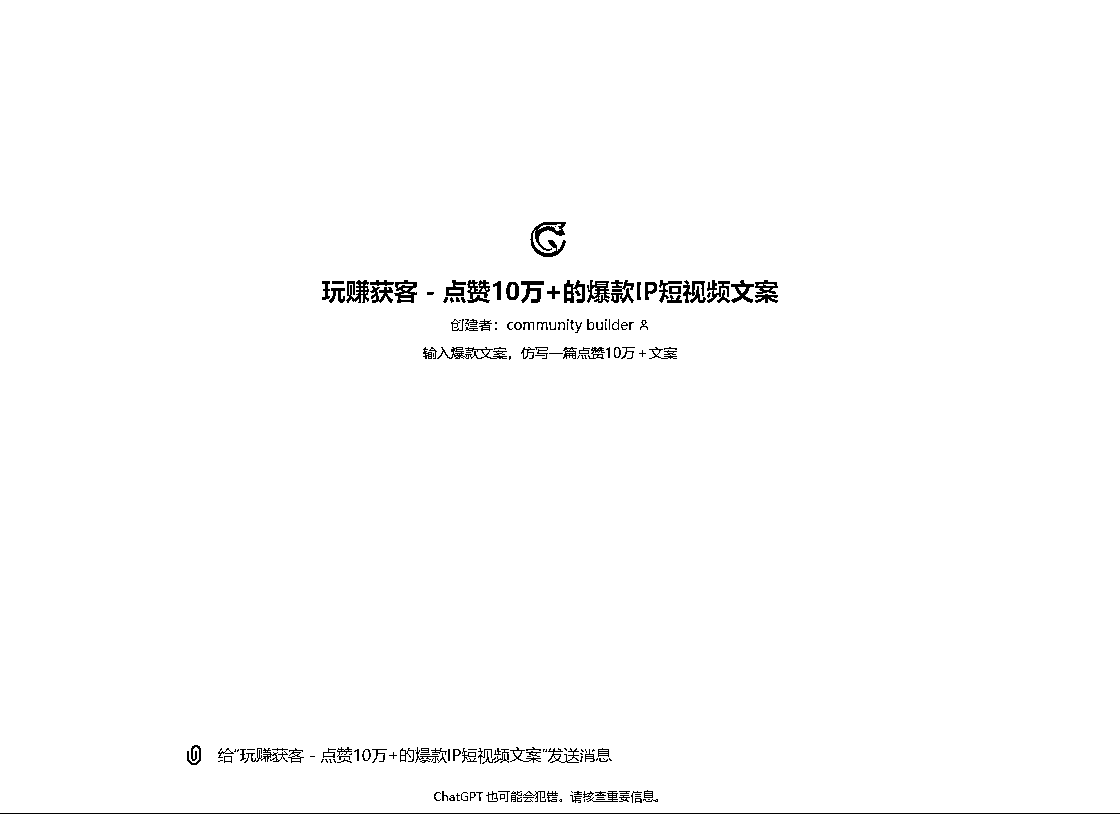 玩赚获客 - 点赞10万+的爆款IP短视频文案
创建者：community builder
输入爆款文案，仿写一篇点赞10万+文案
给“玩赚获客 - 点赞10万+的爆款IP短视频文案”发送消息
ChatGPT 也可能会犯错。请核查重要信息。